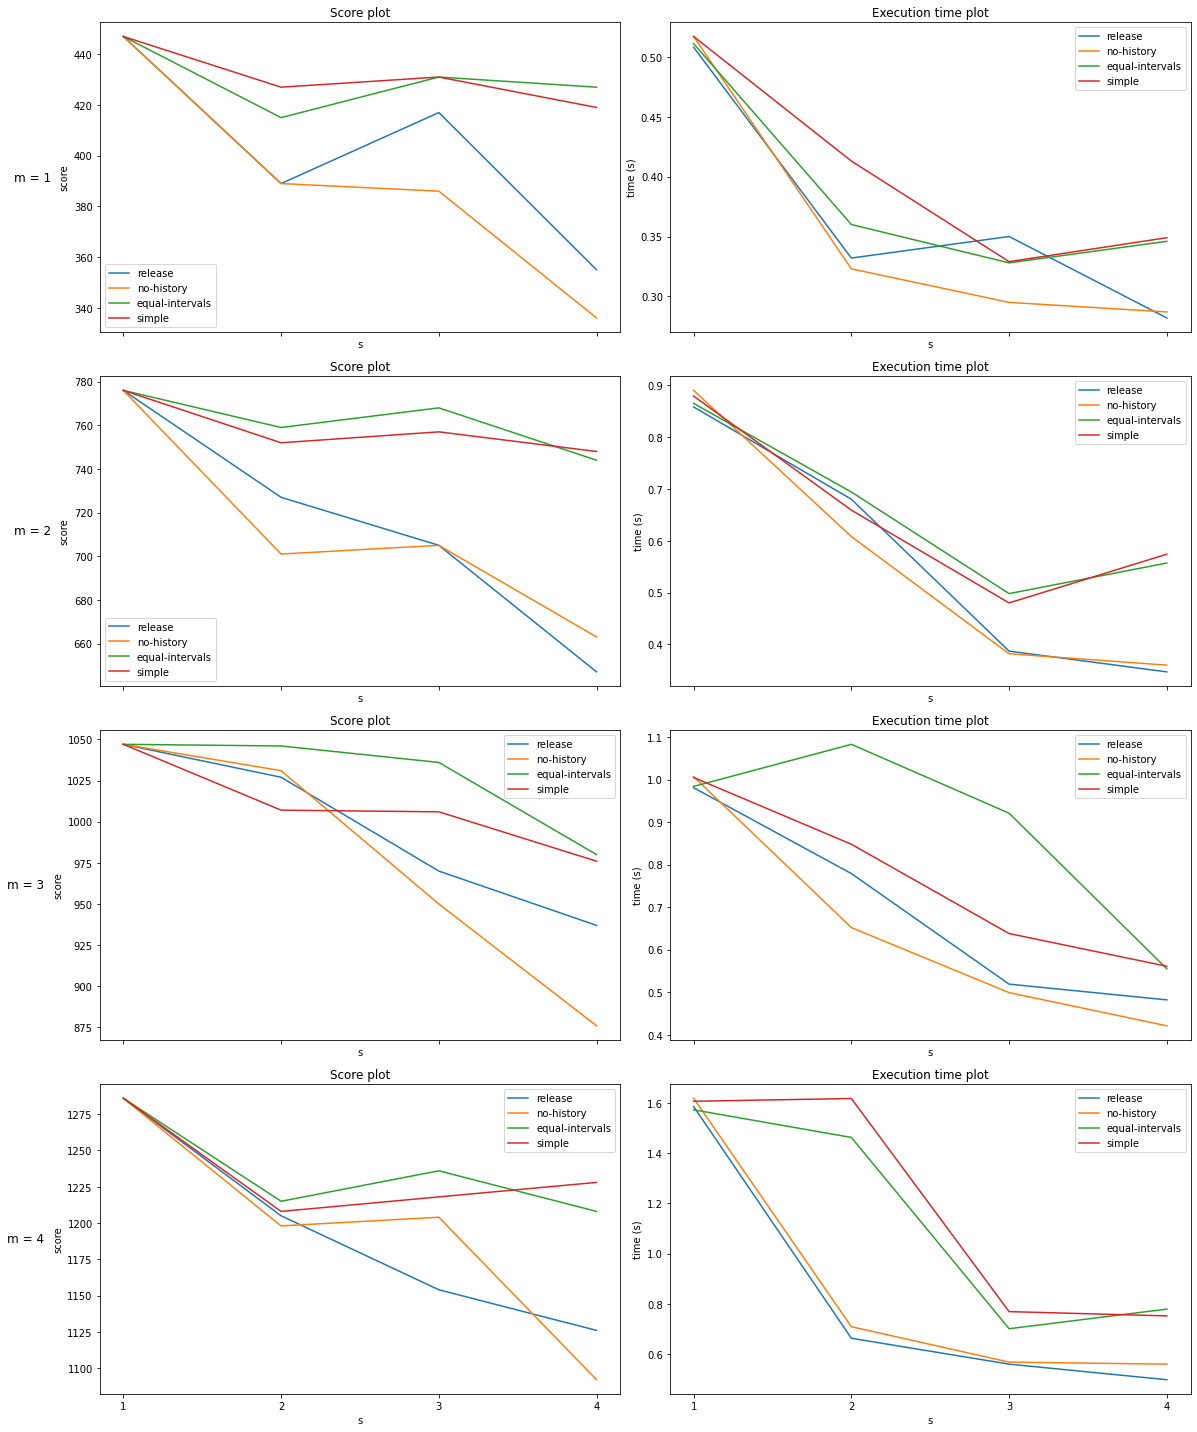 Score plot
440
420
400
380
360
340
score
m = 1
s
release
no-history
equal-intervals
simple
Execution time plot
0.50
0.45
0.40
0.35
0.30
time (s)
s
release
no-history
equal-intervals
simple
Score plot
780
760
740
720
700
680
660
score
m = 2
s
release
no-history
equal-intervals
simple
Execution time plot
0.9
0.8
0.7
0.6
0.5
0.4
time (s)
s
release
no-history
equal-intervals
simple
Score plot
1050
1025
1000
975
950
925
900
875
score
m = 3
s
release
no-history
equal-intervals
simple
Execution time plot
1.1
1.0
0.9
0.8
0.7
0.6
0.5
0.4
time (s)
s
release
no-history
equal-intervals
simple
Score plot
1275
1250
1225
1200
1175
1150
1125
1100
score
m = 4
1 2 3 4
s
release
no-history
equal-intervals
simple
Execution time plot
1.6
1.4
1.2
1.0
0.8
0.6
time (s)
1 2 3 4
s
release
no-history
equal-intervals
simple